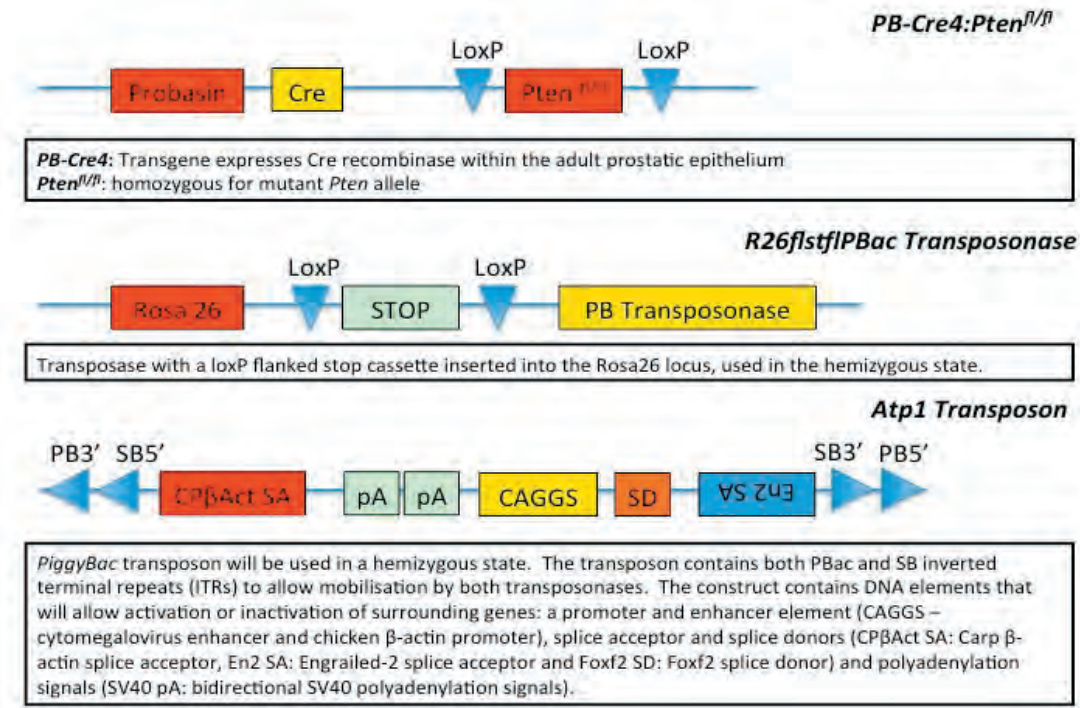 PB-Cre4:Pten^fl/fl
LoxP LoxP
Probasin Cre Pten ^fl/fl
PB-Cre4: Transgene expresses Cre recombinase within the adult prostatic epithelium
Pten^fl/fl: homozygous for mutant Pten allele
R26flstflPBac Transposonase
LoxP LoxP
Rosa 26 STOP PB Transposonase
Transposase with a loxP flanked stop cassette inserted into the Rosa26 locus, used in the hemizygous state.
Atp1 Transposon
PB3' SB5' SB3' PB5'
CPβAct SA pA pA CAGGS SD En2 SA
PiggyBac transposon will be used in a hemizygous state. The transposon contains both PBac and SB inverted
terminal repeats (ITRs) to allow mobilisation by both transposonases. The construct contains DNA elements that
will allow activation or inactivation of surrounding genes: a promoter and enhancer element (CAGGS –
cytomegalovirus enhancer and chicken β-actin promoter), splice acceptor and splice donors (CPβAct SA: Carp β-
actin splice acceptor, En2 SA: Engrailed-2 splice acceptor and Foxf2 SD: Foxf2 splice donor) and polyadenylation
signals (SV40 pA: bidirectional SV40 polyadenylation signals).